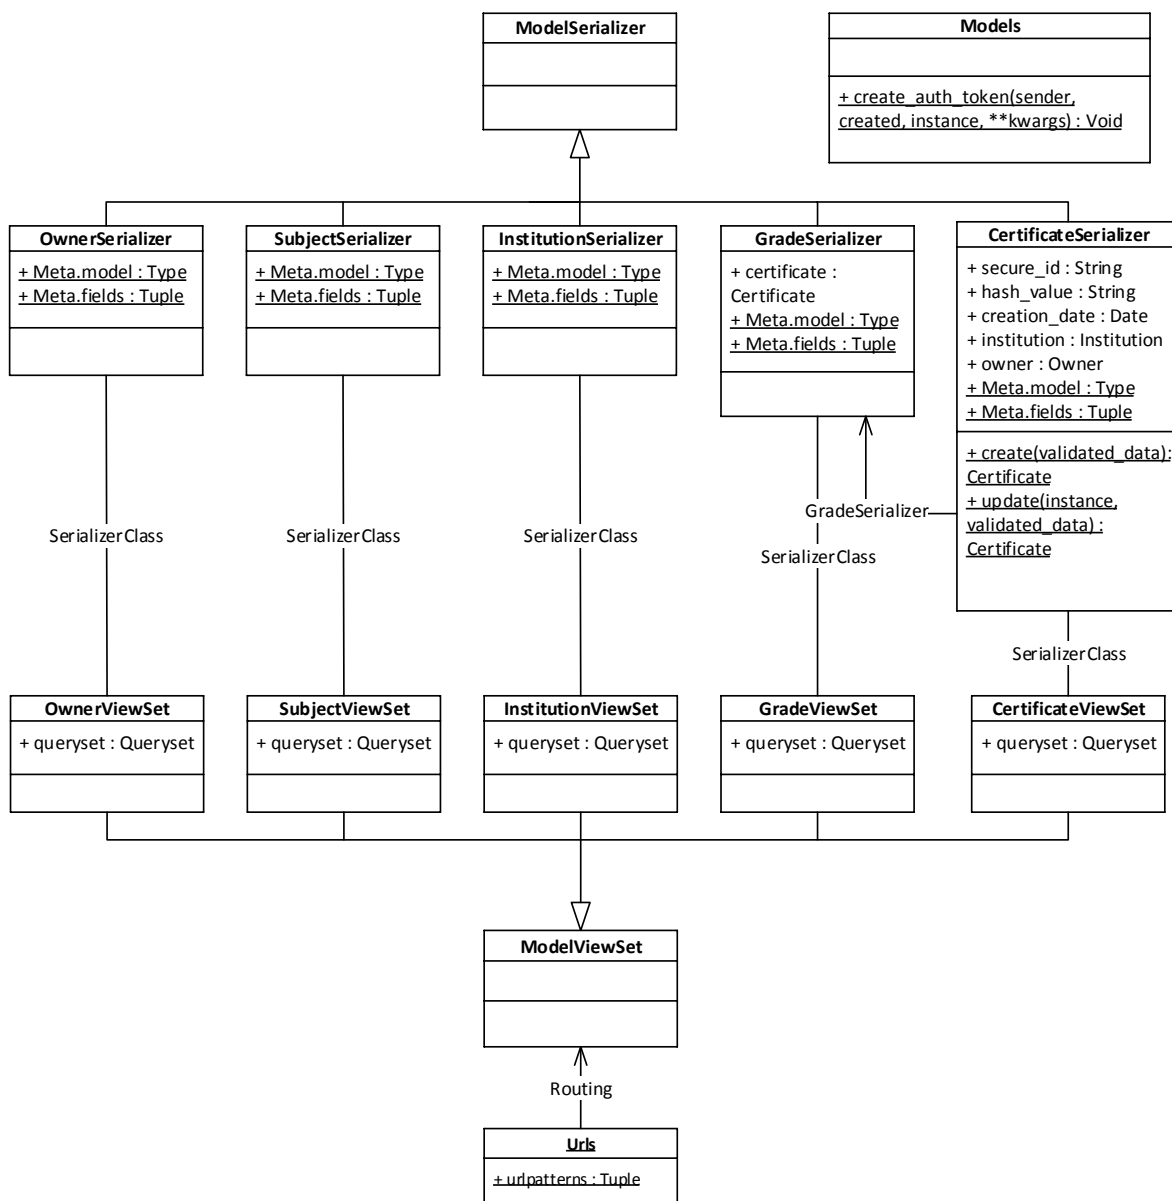 ModelSerializer
Models
+ create_auth_token(sender,
created, instance, **kwargs) : Void
OwnerSerializer
+ Meta.model : Type
+ Meta.fields : Tuple
SubjectSerializer
+ Meta.model : Type
+ Meta.fields : Tuple
InstitutionSerializer
+ Meta.model : Type
+ Meta.fields : Tuple
GradeSerializer
+ certificate :
Certificate
+ Meta.model : Type
+ Meta.fields : Tuple
CertificateSerializer
+ secure_id : String
+ hash_value : String
+ creation_date : Date
+ institution : Institution
+ owner : Owner
+ Meta.model : Type
+ Meta.fields : Tuple
+ create(validated_data):
Certificate
+ update(instance,
validated_data) :
Certificate
GradeSerializer
SerializerClass
SerializerClass
SerializerClass
SerializerClass
SerializerClass
OwnerViewSet
+ queryset : Queryset
SubjectViewSet
+ queryset : Queryset
InstitutionViewSet
+ queryset : Queryset
GradeViewSet
+ queryset : Queryset
CertificateViewSet
+ queryset : Queryset
ModelViewSet
Routing
Urls
+ urlpatterns : Tuple